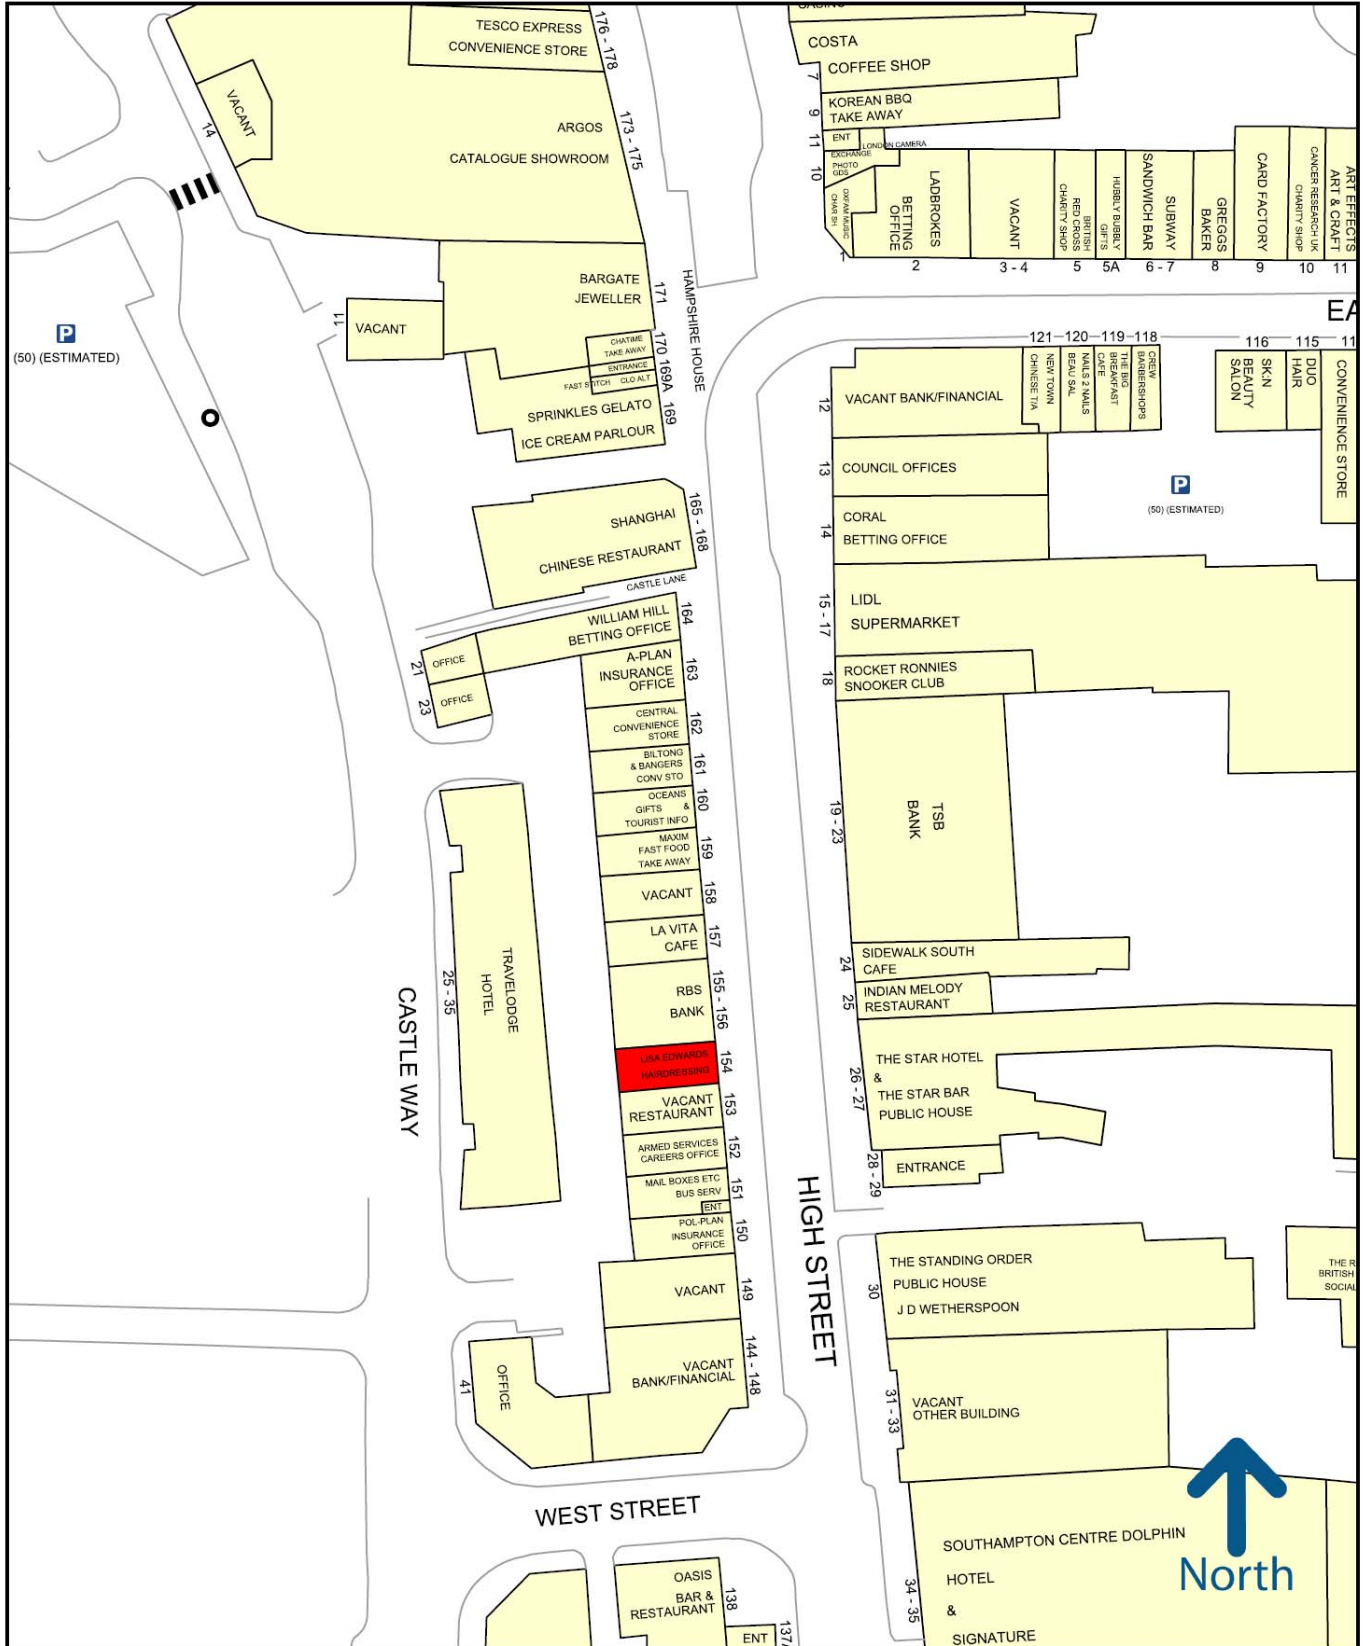 CASINO
TESCO EXPRESS
CONVENIENCE STORE
176 - 178
VACANT
14
ARGOS
CATALOGUE SHOWROOM
173 - 175
COSTA
COFFEE SHOP
7
KOREAN BBQ
TAKE AWAY
9
ENT
11
LONDON CAMERA
EXCHANGE
PHOTO
GDS
10
OXFAM MUSIC
CHAR SH
1
LADBROKES
BETTING
OFFICE
2
VACANT
3 - 4
BRITISH
RED CROSS
CHARITY SHOP
5
HUBBLY BUBBLY
GIFTS
5A
SUBWAY
SANDWICH BAR
6 - 7
GREGGS
BAKER
8
CARD FACTORY
9
CANCER RESEARCH UK
CHARITY SHOP
10
ART EFFECTS
ART & CRAFT
11
EA
BARGATE
JEWELLER
171
HAMPSHIRE HOUSE
VACANT
111
P
(50) (ESTIMATED)
CHATIME
TAKE AWAY
170
ENTRANCE
169A
FAST STITCH CLO ALT
SPRINKLES GELATO
ICE CREAM PARLOUR
169
121
120
119
118
116
115
11
VACANT BANK/FINANCIAL
12
NEW TOWN
CHINESE T/A
NAILS 2 NAILS
BEAU SAL
THE BIG
BREAKFAST
CAFE
CREW
BARBERSHOPS
SK:N
BEAUTY
SALON
DUO
HAIR
CONVENIENCE STORE
COUNCIL OFFICES
13
P
(50) (ESTIMATED)
CORAL
BETTING OFFICE
14
SHANGHAI
CHINESE RESTAURANT
165 - 168
CASTLE LANE
WILLIAM HILL
BETTING OFFICE
164
LIDL
SUPERMARKET
15 - 17
OFFICE
21
OFFICE
23
A-PLAN
INSURANCE
OFFICE
163
ROCKET RONNIES
SNOOKER CLUB
18
CENTRAL
CONVENIENCE
STORE
162
BILTONG
& BANGERS
CONV STO
161
OCEANS
GIFTS &
TOURIST INFO
160
MAXIM
FAST FOOD
TAKE AWAY
159
TSB
BANK
19 - 23
VACANT
158
LA VITA
CAFE
157
TRAVELODGE
HOTEL
25 - 35
CASTLE WAY
RBS
BANK
155 - 156
SIDEWALK SOUTH
CAFE
24
INDIAN MELODY
RESTAURANT
25
LISA EDWARDS
HAIRDRESSING
154
THE STAR HOTEL
&
THE STAR BAR
PUBLIC HOUSE
26 - 27
VACANT
RESTAURANT
153
ARMED SERVICES
CAREERS OFFICE
152
ENTRANCE
28 - 29
MAIL BOXES ETC
BUS SERV
151
ENT
POL-PLAN
INSURANCE
OFFICE
150
HIGH STREET
VACANT
149
THE STANDING ORDER
PUBLIC HOUSE
J D WETHERSPOON
30
THE R
BRITISH
SOCIAL
VACANT
BANK/FINANCIAL
144 - 148
OFFICE
41
VACANT
OTHER BUILDING
31 - 33
WEST STREET
North
SOUTHAMPTON CENTRE DOLPHIN
HOTEL
&
SIGNATURE
34 - 35
OASIS
BAR &
RESTAURANT
138
ENT
137A